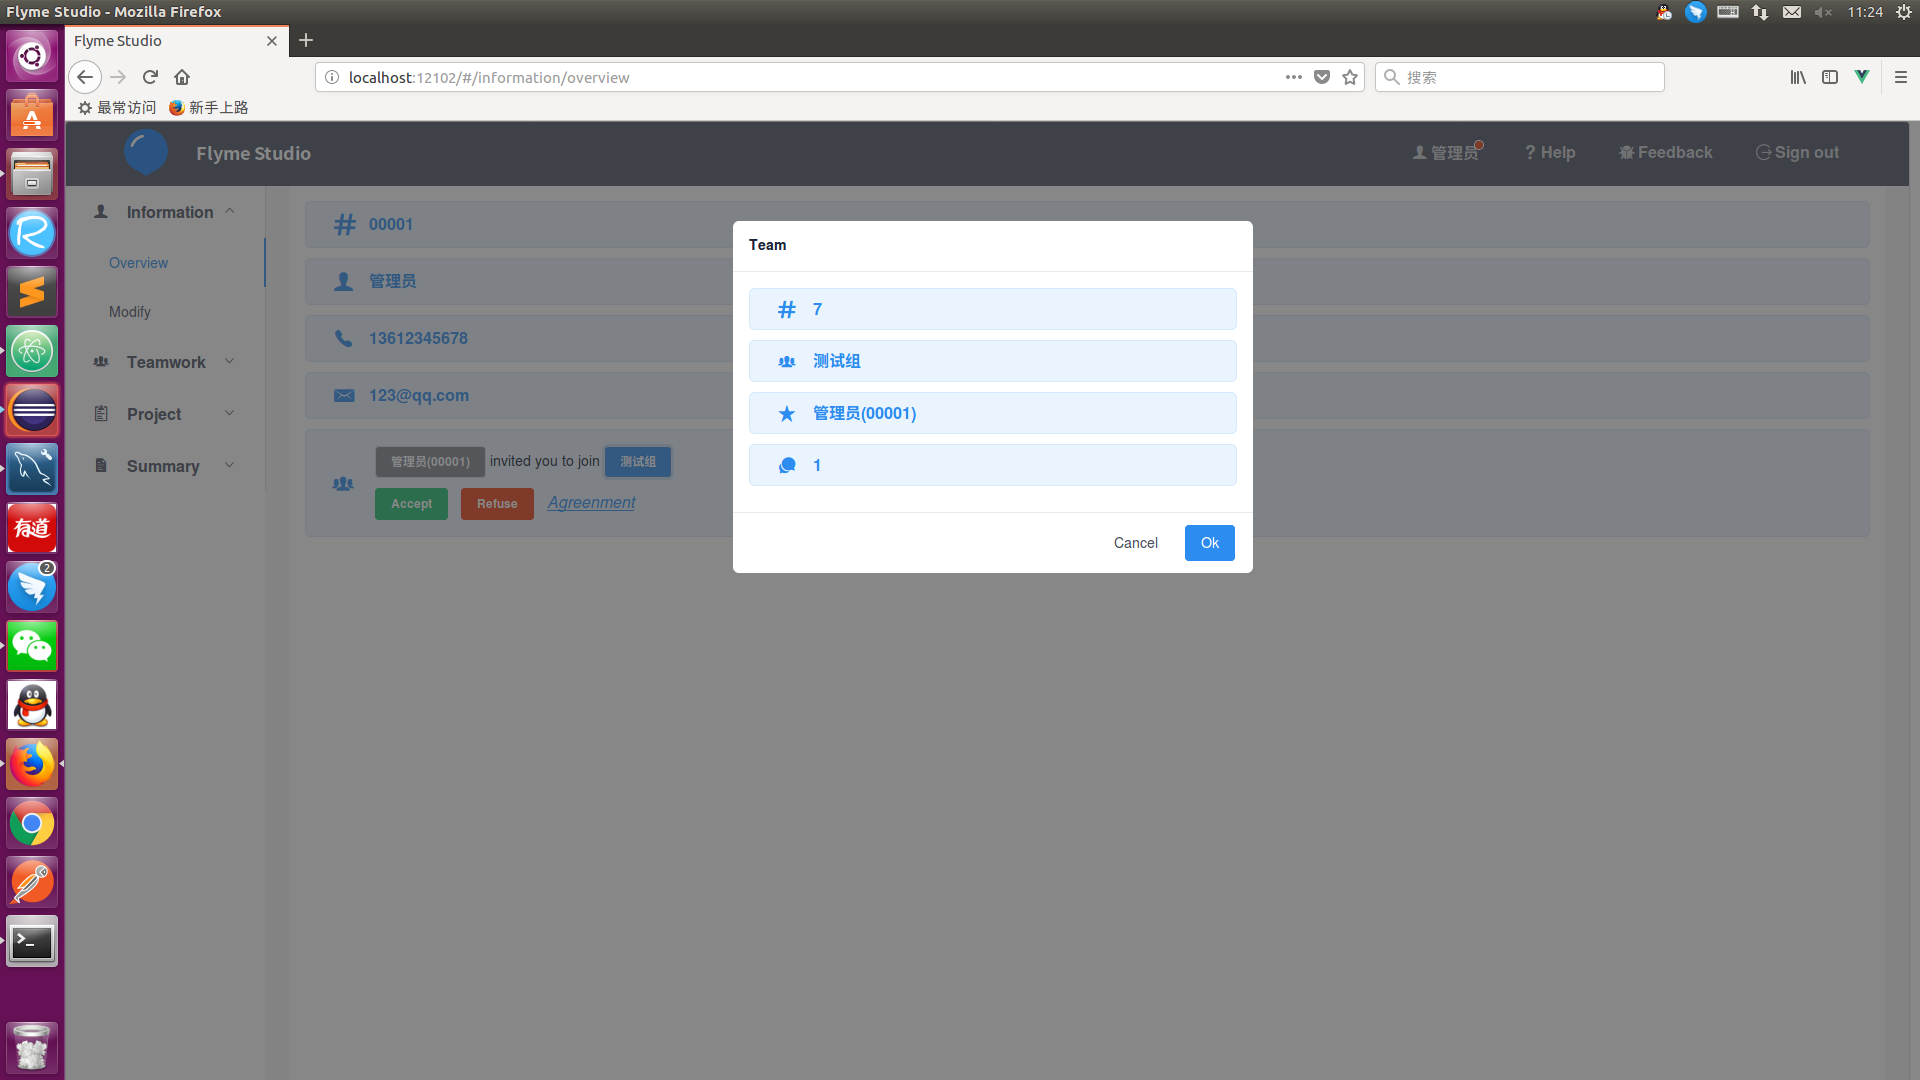 Flyme Studio - Mozilla Firefox
11:24
Flyme Studio
localhost:12102/#/information/overview
搜索
最常访问
新手上路
Flyme Studio
管理员
? Help
Feedback
Sign out
Information
Overview
Modify
Teamwork
Project
Summary
# 00001
管理员
13612345678
123@qq.com
管理员(00001) invited you to join 测试组
Accept Refuse Agreenment
Team
# 7
测试组
管理员(00001)
1
Cancel Ok
有道
2